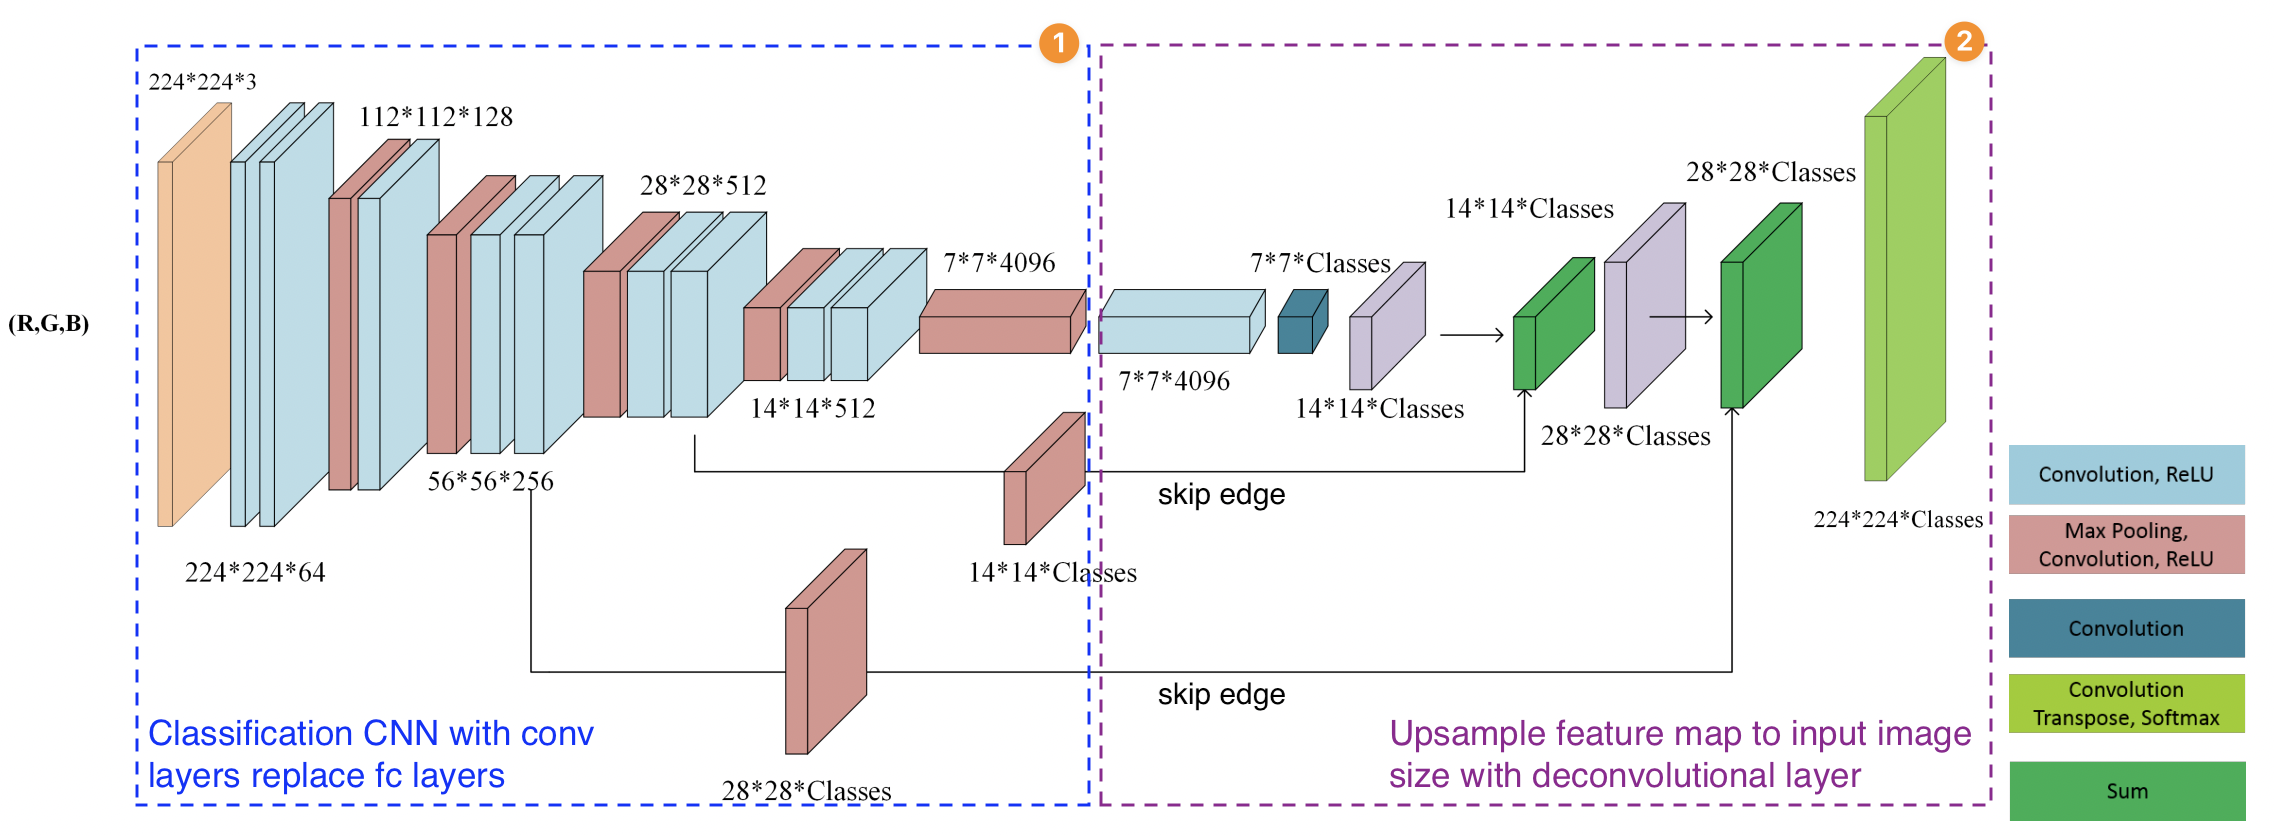 1
2
224*224*3
112*112*128
28*28*512
7*7*4096
7*7*Classes
14*14*Classes
28*28*Classes
(R,G,B)
56*56*256
14*14*512
7*7*4096
14*14*Classes
28*28*Classes
224*224*64
14*14*Classes
skip edge
224*224*Classes
28*28*Classes
skip edge
Classification CNN with conv
layers replace fc layers
Upsample feature map to input image
size with deconvolutional layer
Convolution, ReLU
Max Pooling,
Convolution, ReLU
Convolution
Convolution
Transpose, Softmax
Sum